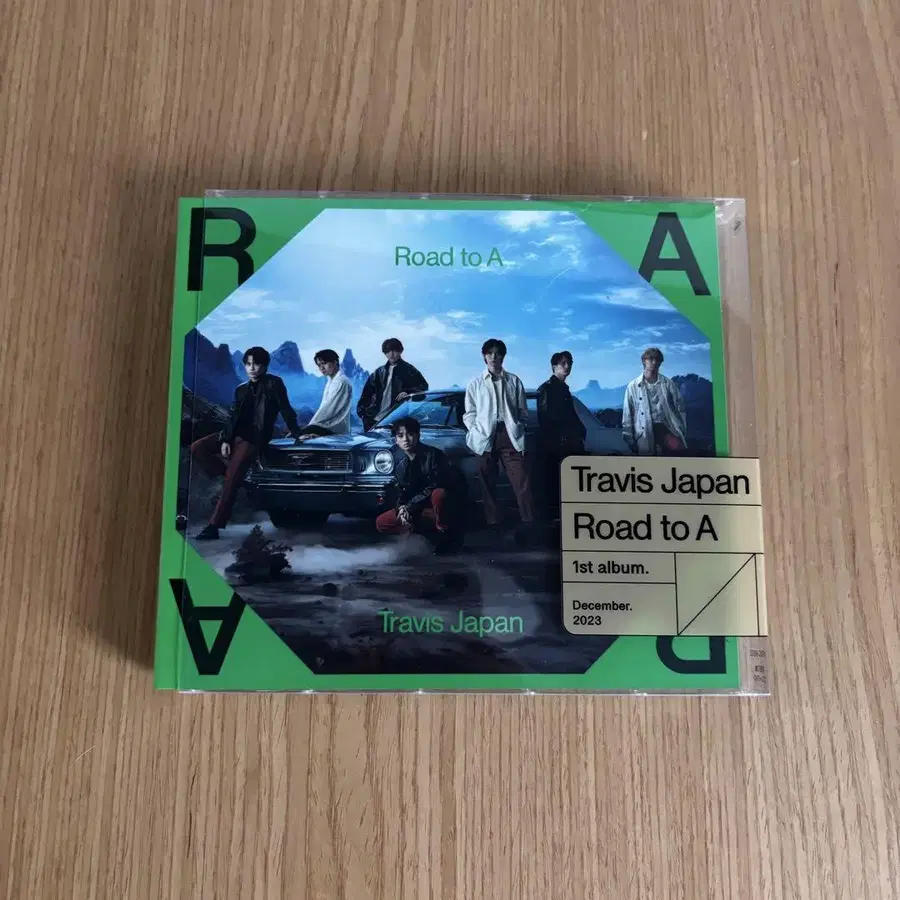 R
A
Road to A
Travis Japan
Road to A
1st album.
December.
2023
Travis Japan
A
R